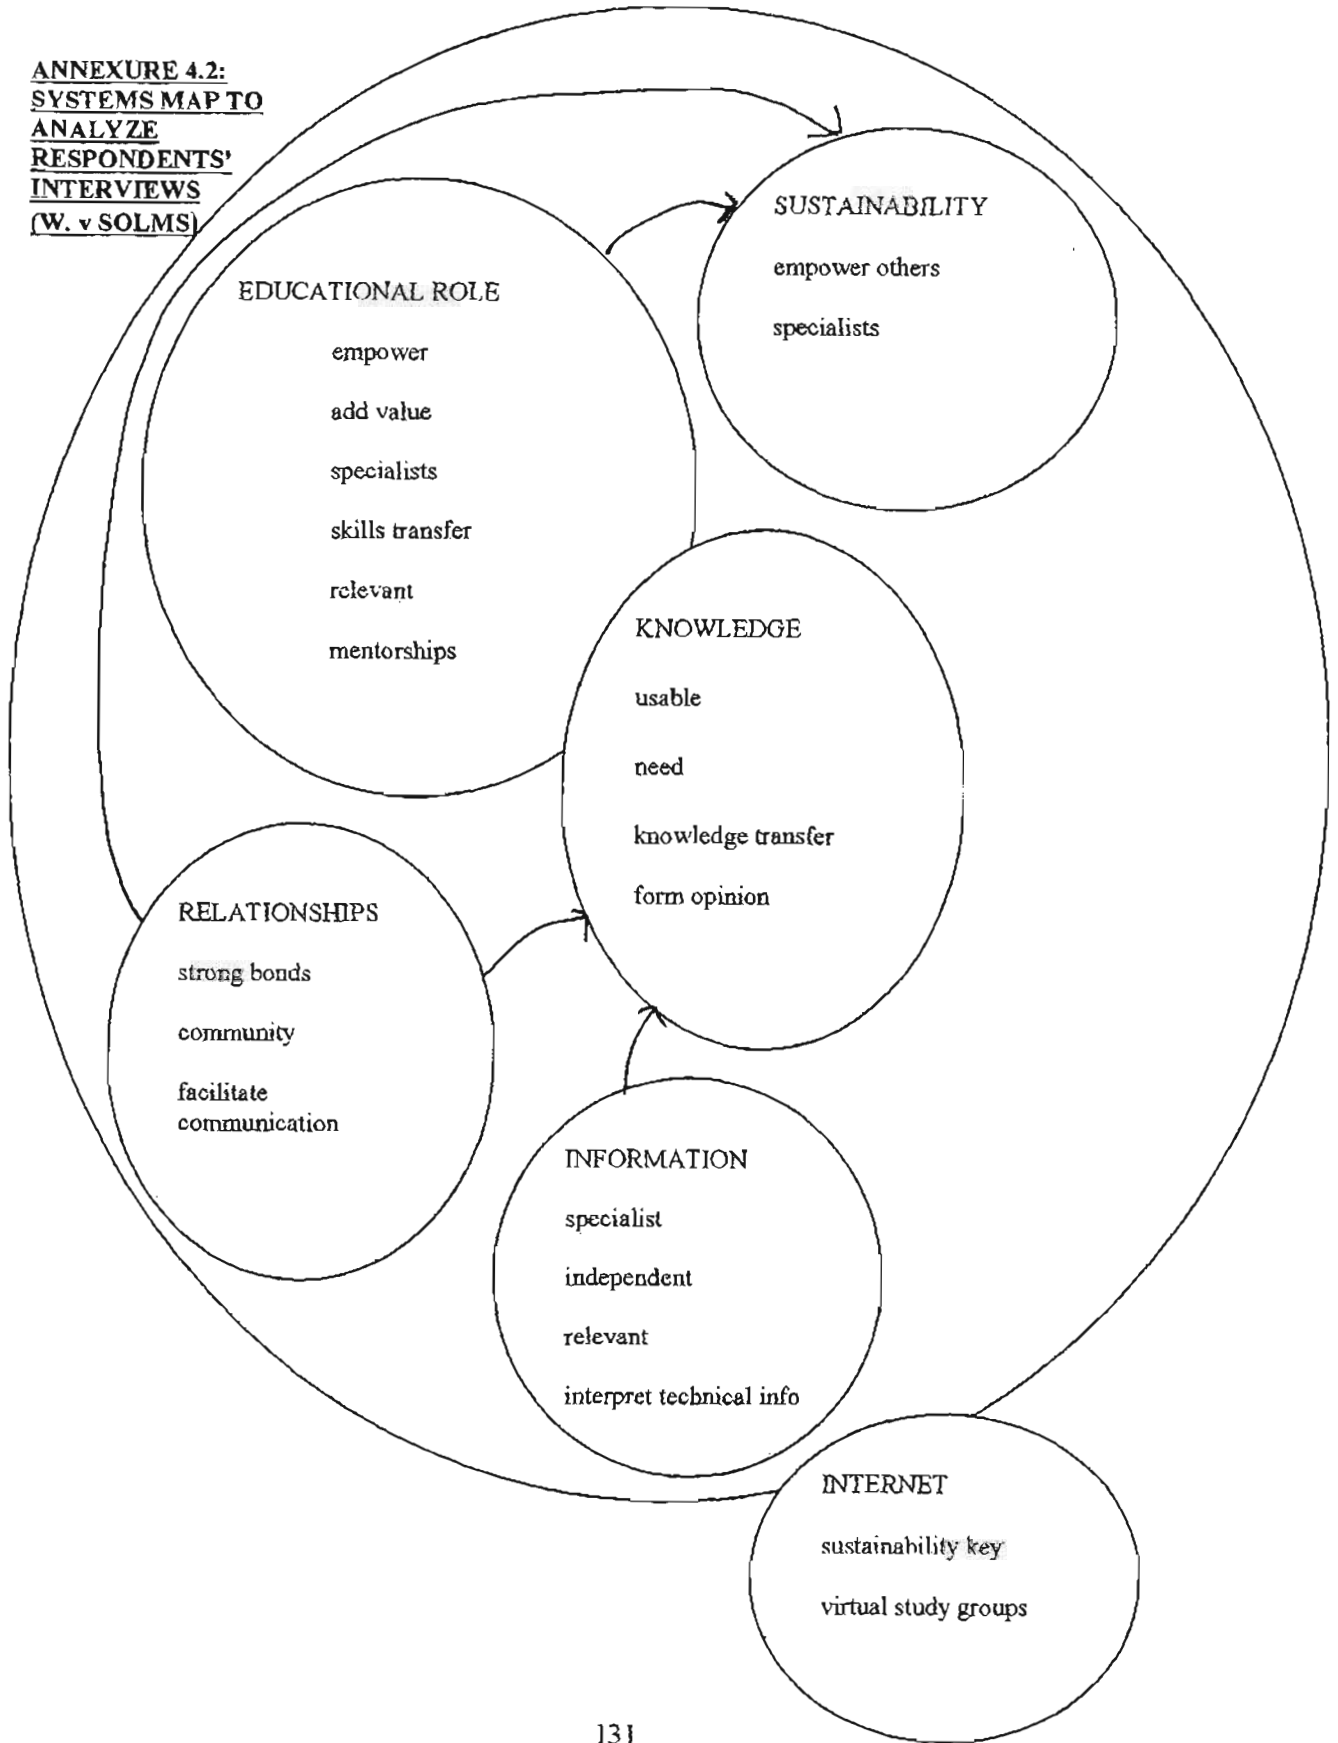 ANNEXURE 4.2:
SYSTEMS MAP TO
ANALYZE
RESPONDENTS'
INTERVIEWS
(W. v SOLMS)
EDUCATIONAL ROLE
empower
add value
specialists
skills transfer
relevant
mentorships
SUSTAINABILITY
empower others
specialists
KNOWLEDGE
usable
need
knowledge transfer
form opinion
RELATIONSHIPS
strong bonds
community
facilitate
communication
INFORMATION
specialist
independent
relevant
interpret technical info
INTERNET
sustainability key
virtual study groups
131